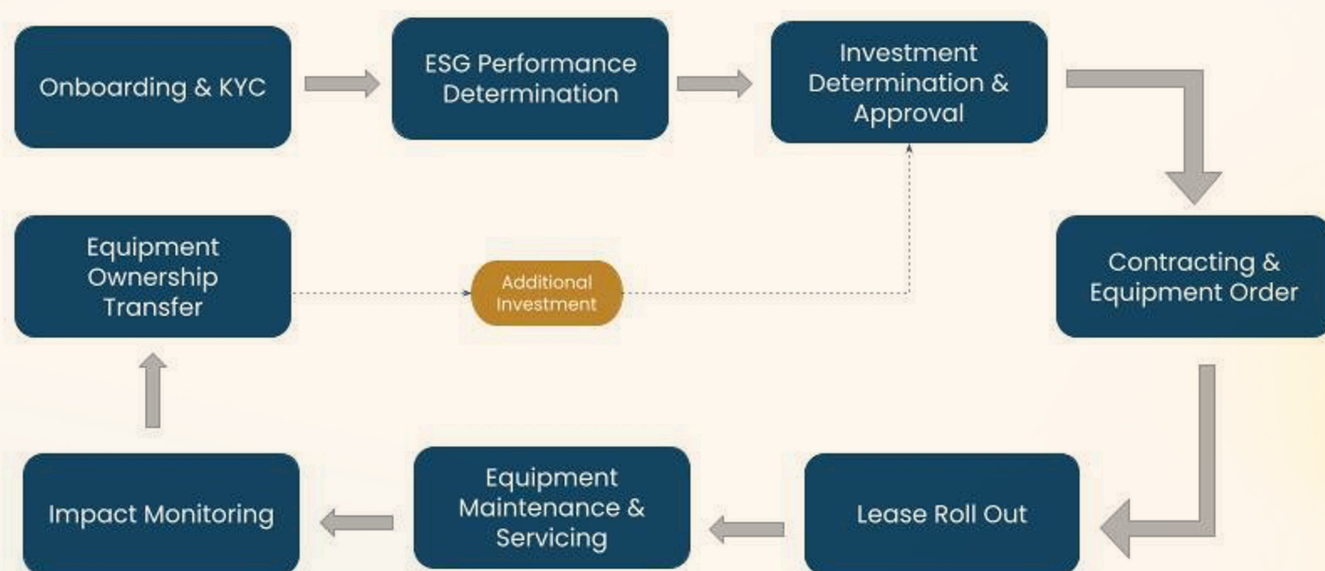 Onboarding & KYC
ESG Performance
Determination
Investment
Determination &
Approval
Contracting &
Equipment Order
Lease Roll Out
Equipment
Maintenance &
Servicing
Impact Monitoring
Equipment
Ownership
Transfer
Additional
Investment